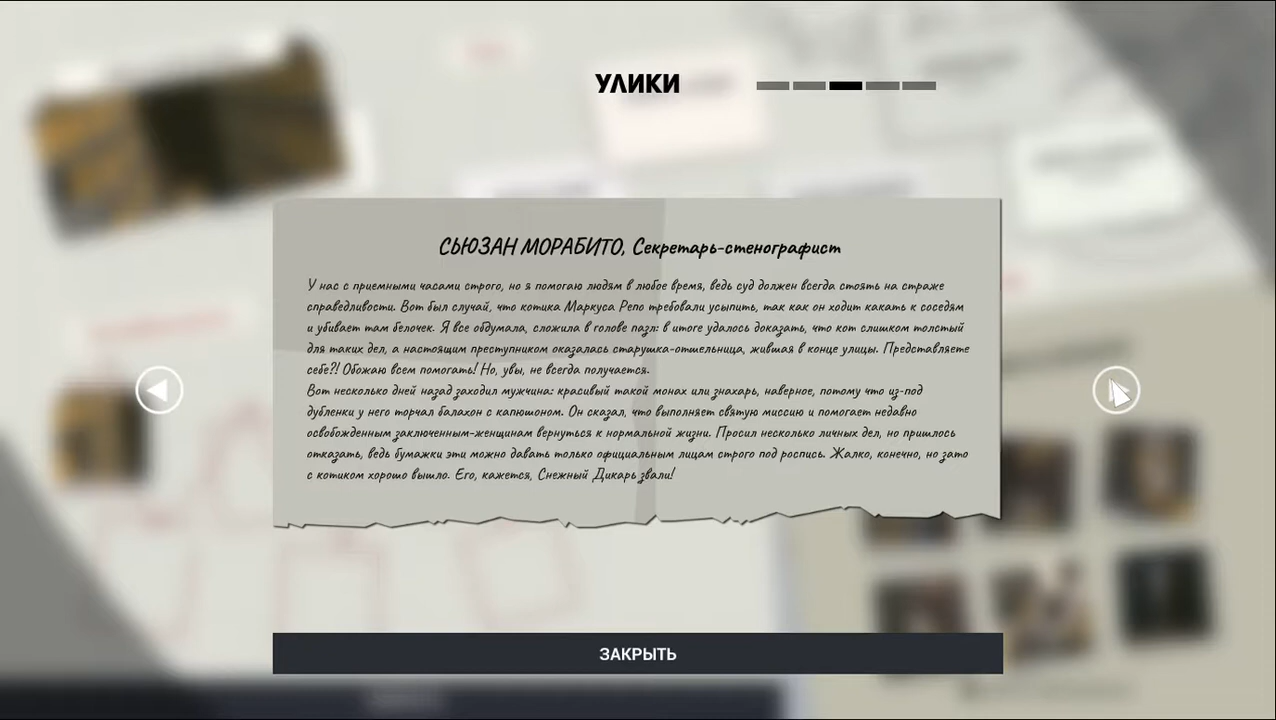 УЛИКИ
СЬЮЗАН МОРАБИТО, Секретарь-стенографист
У нас с приемными часами строго, но я помогаю людям в любое время, ведь суд должен всегда стоять на страже
справедливости. Вот был случай, что котика Маркуса Репо требовали усыпить, так как он ходит какать к соседям
и убивает там белочек. Я все обдумала, сложила в голове пазл: в итоге удалось доказать, что кот слишком толстый
для таких дел, а настоящим преступником оказалась старушка-отшельница, жившая в конце улицы. Представляете
себе?! Обожаю всем помогать! Но, увы, не всегда получается.
Вот несколько дней назад заходил мужчина: красивый такой монах или знахарь, наверное, потому что из-под
дубленки у него торчал балахон с капюшоном. Он сказал, что выполняет святую миссию и помогает недавно
освобожденным заключенным-женщинам вернуться к нормальной жизни. Просил несколько личных дел, но пришлось
отказать, ведь бумажки эти можно давать только официальным лицам строго под роспись. Жалко, конечно, но зато
с котиком хорошо вышло. Его, кажется, Снежный Дикарь звали!
ЗАКРЫТЬ